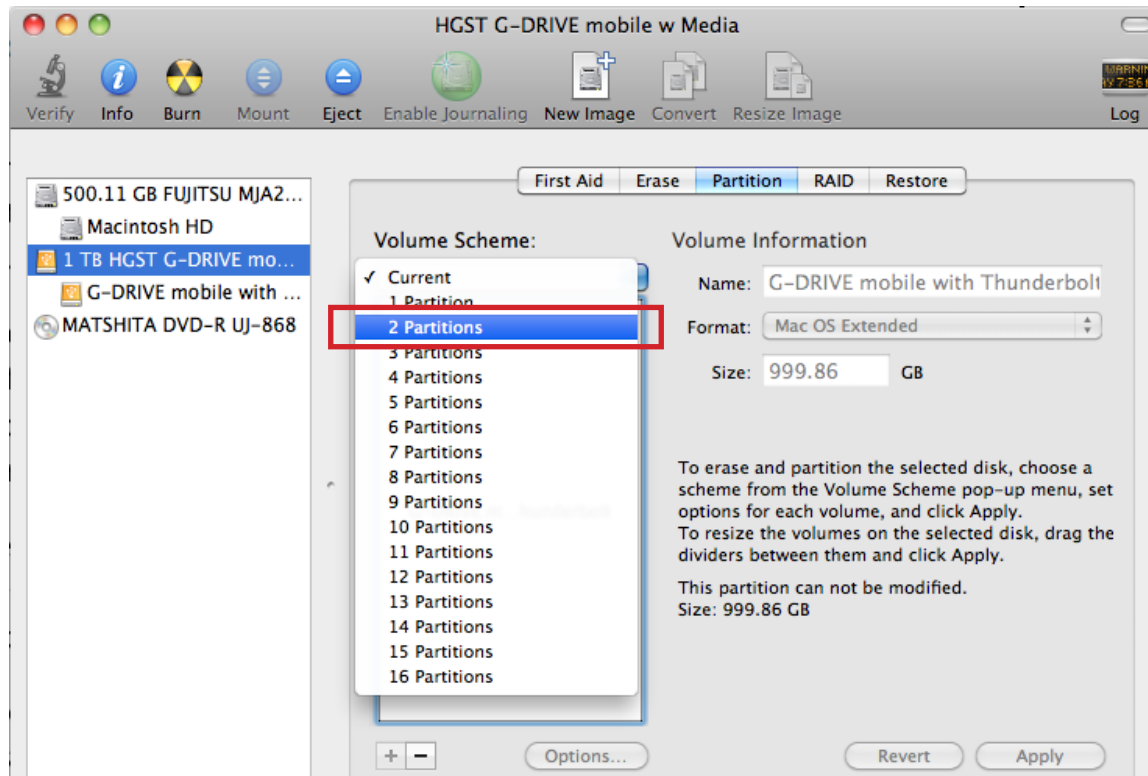 HGST G-DRIVE mobile w Media
Verify Info Burn Mount Eject Enable Journaling New Image Convert Resize Image Log
First Aid Erase Partition RAID Restore
500.11 GB FUJITSU MJA2...
Macintosh HD
1 TB HGST G-DRIVE mo...
G-DRIVE mobile with ...
MATSHITA DVD-R UJ-868
Volume Scheme:
✓ Current
1 Partition
2 Partitions
3 Partitions
4 Partitions
5 Partitions
6 Partitions
7 Partitions
8 Partitions
9 Partitions
10 Partitions
11 Partitions
12 Partitions
13 Partitions
14 Partitions
15 Partitions
16 Partitions
Volume Information
Name: G-DRIVE mobile with Thunderbolt
Format: Mac OS Extended
Size: 999.86 GB
To erase and partition the selected disk, choose a
scheme from the Volume Scheme pop-up menu, set
options for each volume, and click Apply.
To resize the volumes on the selected disk, drag the
dividers between them and click Apply.
This partition can not be modified.
Size: 999.86 GB
+ − Options... Revert Apply